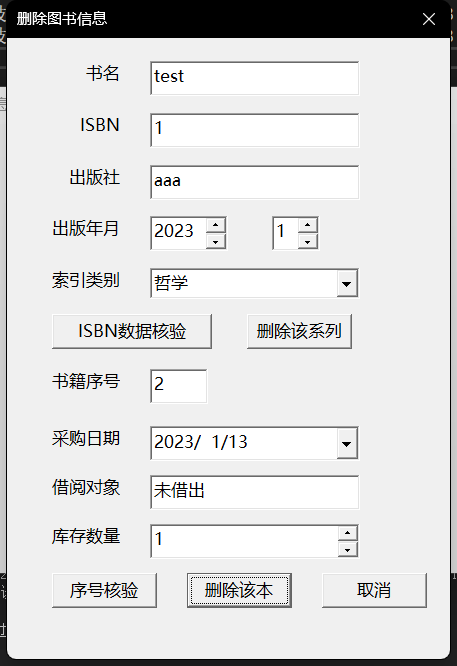 删除图书信息
书名 test
ISBN 1
出版社 aaa
出版年月 2023 1
索引类别 哲学
ISBN数据核验 删除该系列
书籍序号 2
采购日期 2023/ 1/13
借阅对象 未借出
库存数量 1
序号核验 删除该本 取消